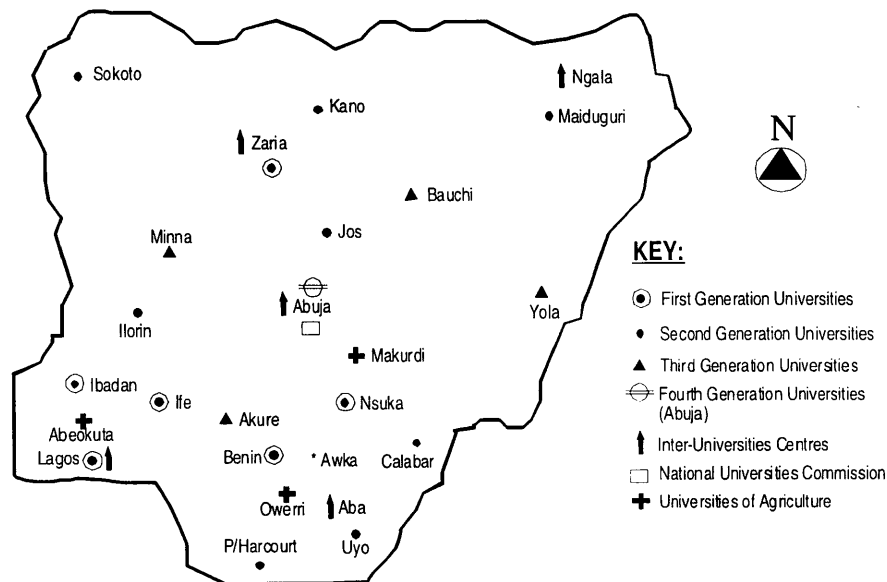 Sokoto
Ngala
Kano
Maiduguri
Zaria
N
Bauchi
Minna
Jos
KEY:
First Generation Universities
Abuja
Yola
Ilorin
Second Generation Universities
Makurdi
Third Generation Universities
Ibadan
Ife
Nsuka
Fourth Generation Universities
(Abuja)
Akure
Abeokuta
Inter-Universities Centres
Lagos
Benin
Awka
Calabar
National Universities Commission
Owerri
Aba
Universities of Agriculture
P/Harcourt
Uyo